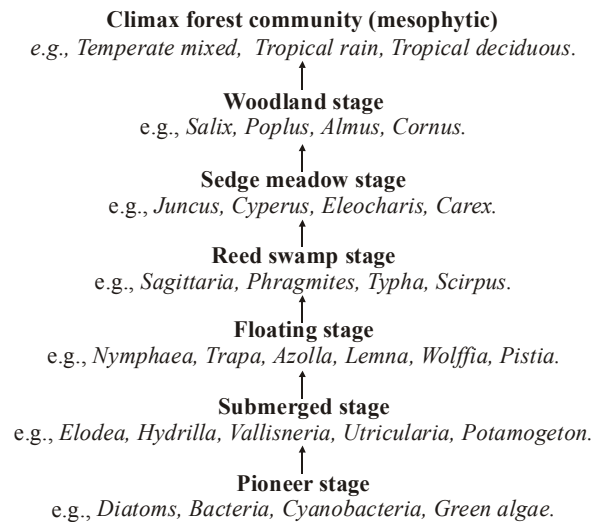 Climax forest community (mesophytic)
e.g., Temperate mixed, Tropical rain, Tropical deciduous.
Woodland stage
e.g., Salix, Poplus, Almus, Cornus.
Sedge meadow stage
e.g., Juncus, Cyperus, Eleocharis, Carex.
Reed swamp stage
e.g., Sagittaria, Phragmites, Typha, Scirpus.
Floating stage
e.g., Nymphaea, Trapa, Azolla, Lemna, Wolffia, Pistia.
Submerged stage
e.g., Elodea, Hydrilla, Vallisneria, Utricularia, Potamogeton.
Pioneer stage
e.g., Diatoms, Bacteria, Cyanobacteria, Green algae.